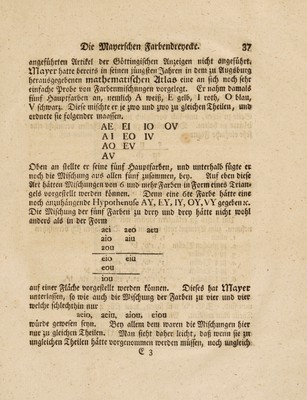 Die Mayerschen Farbendreyecke. 37
angeführten Artikel der Göttingischen Anzeigen nicht angeführt.
Mayer hatte bereits in seinen jüngsten Jahren in dem zu Augsburg
herausgegebenen mathematischen Atlas eine an sich noch sehr
einfache Probe von Farbenmischungen vorgelegt. Er nahm damals
fünf Hauptfarben an, nemlich A weiß, E gelb, I roth, O blau,
V schwarz. Diese mischte er je zwo und zwo zu gleichen Theilen, und
ordnete sie folgender maassen.
AE EI IO OV
AI EO IV
AO EV
AV
Oben an stellte er seine fünf Hauptfarben, und unterhalb fügte er
noch die Mischung aus allen fünf zusammen, bey. Auf eben diese
Art hätten Mischungen von 6 und mehr Farben in Form eines Trian-
gels vorgestellt werden können. Denn eine 6te Farbe hätte eine
noch anzuhängende Hypothenuse AY, EY, IY, OY, VY gegeben ꝛc.
Die Mischung der fünf Farben zu drey und drey hätte nicht wohl
anders als in der Form
aei aeo aeu
aio aiu
aou
eio eiu
eou
iou
auf einer Fläche vorgestellt werden können. Dieses hat Mayer
unterlassen, so wie auch die Mischung der Farben zu vier und vier
welche schlechthin nur
aeio, aeiu, aiou, eiou
würde gewesen seyn. Bey allem dem waren die Mischungen hier
nur zu gleichen Theilen. Man sieht daher leicht, daß wenn sie zu
ungleichen Theilen hätte vorgenommen werden müssen, noch ungleich
E 3